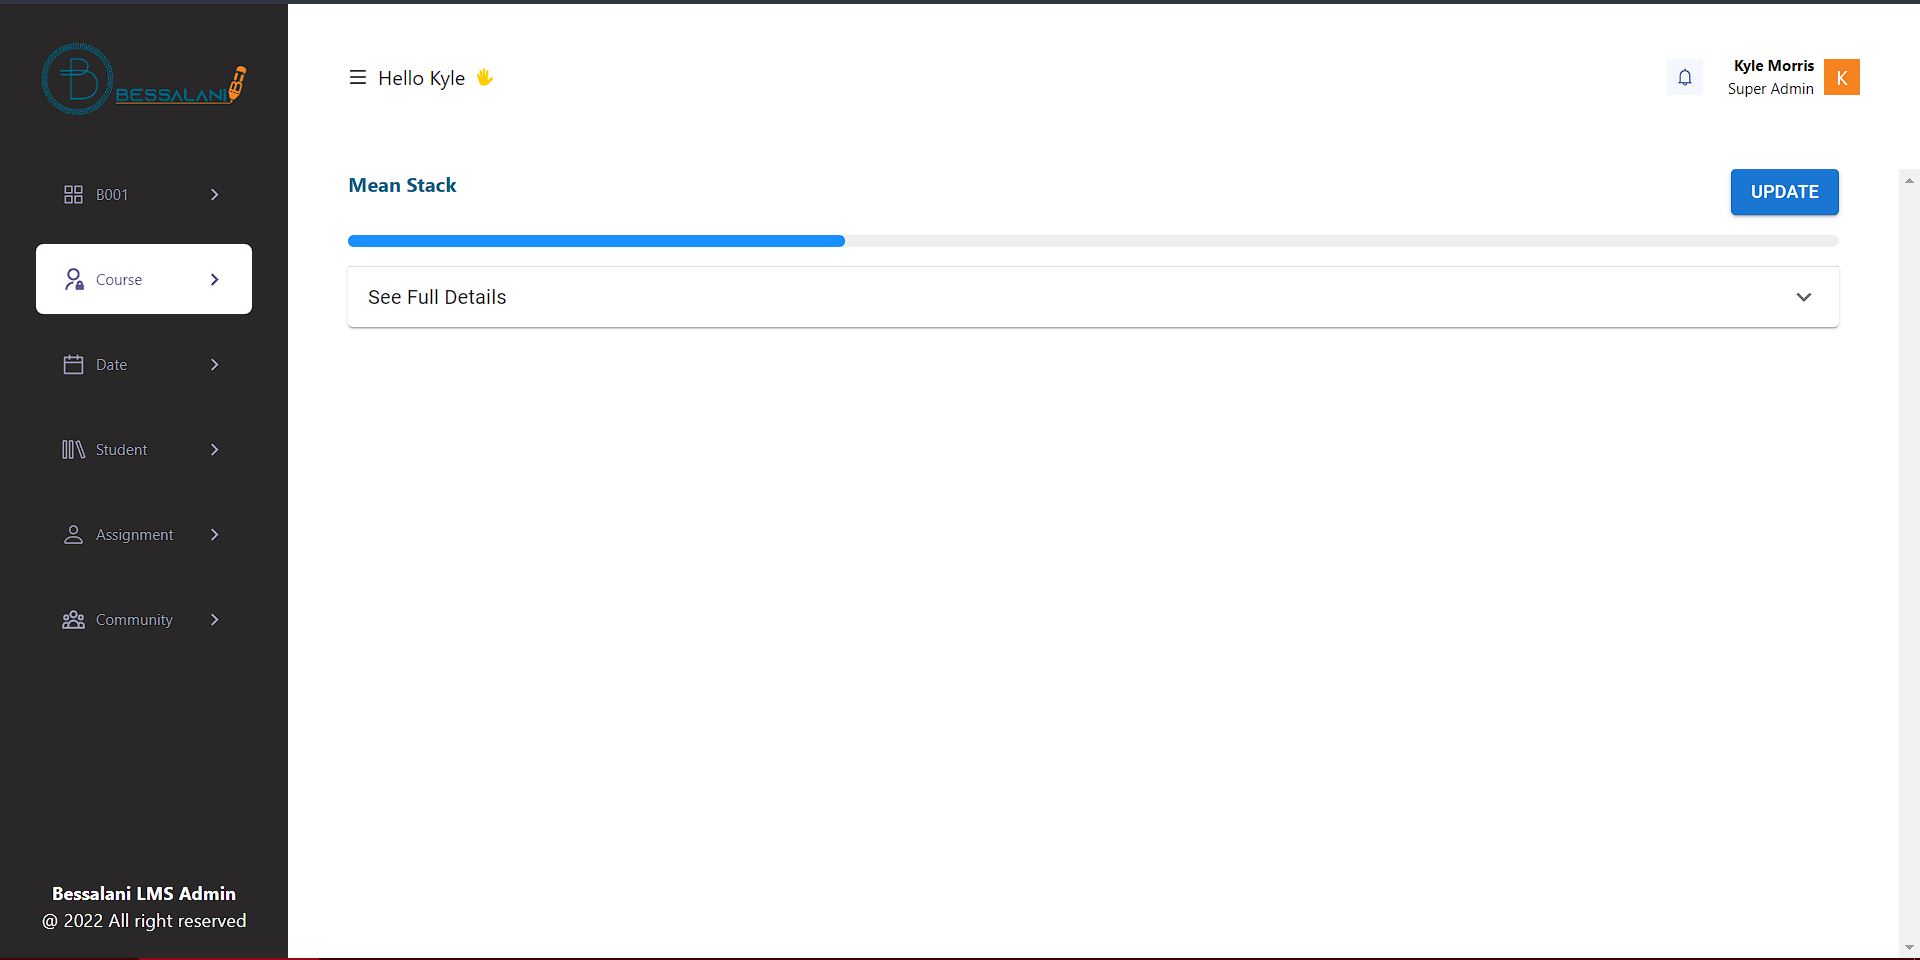 BESSALANI
B001
Course
Date
Student
Assignment
Community
Bessalani LMS Admin
@ 2022 All right reserved
Hello Kyle 🖐
Kyle Morris
Super Admin
K
Mean Stack
UPDATE
See Full Details